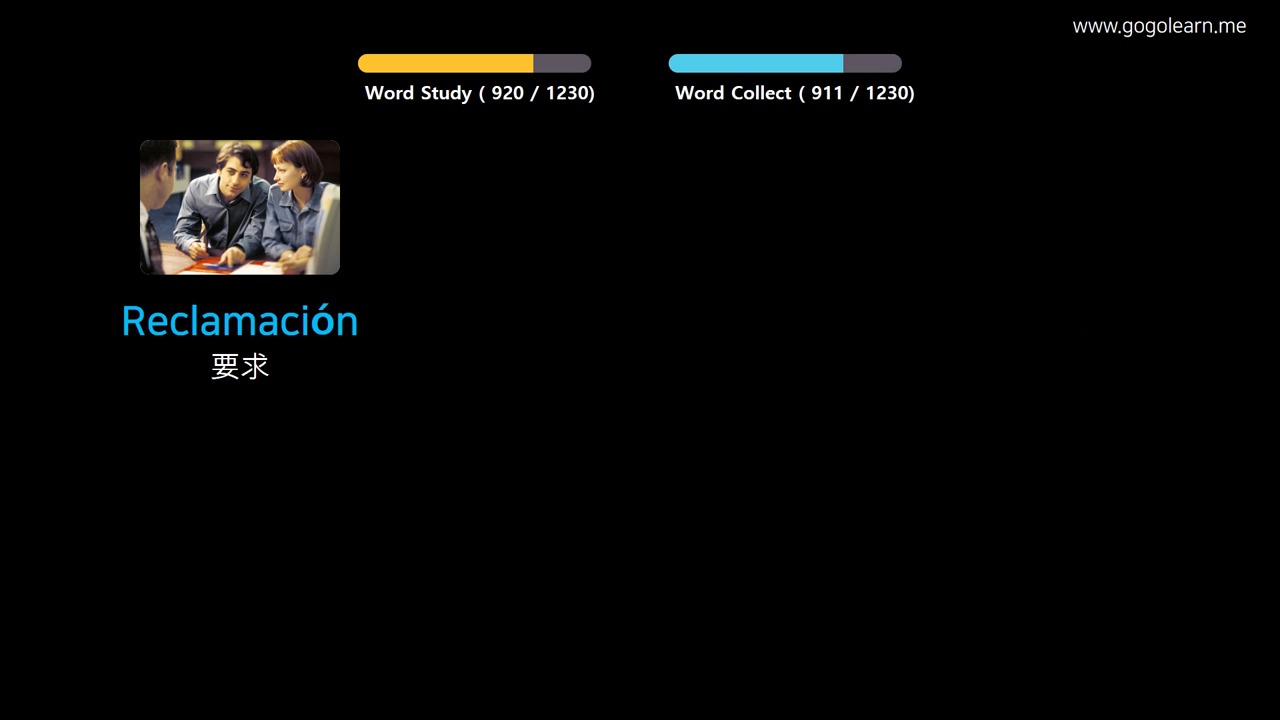 www.gogolearn.me
Word Study ( 920 / 1230)
Word Collect ( 911 / 1230)
Reclamación
要求